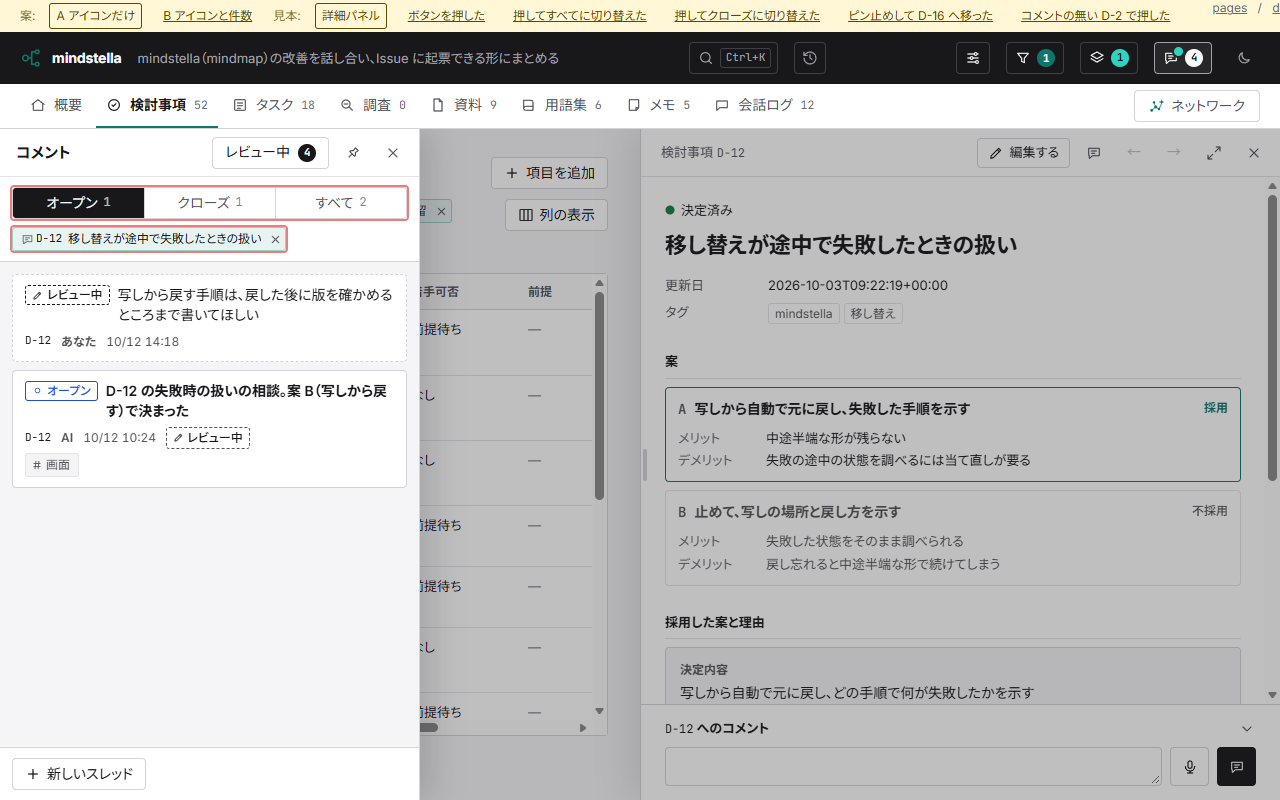 案: A アイコンだけ B アイコンと件数 見本: 詳細パネル ボタンを押した 押してすべてに切り替えた 押してクローズに切り替えた ピン止めして D-16 へ移った コメントの無い D-2 で押した pages / d
mindstella mindstella（mindmap）の改善を話し合い、Issue に起票できる形にまとめる Ctrl+K 1 1 4
概要 検討事項 52 タスク 18 調査 0 資料 9 用語集 6 メモ 5 会話ログ 12 ネットワーク
コメント レビュー中 4
オープン 1 クローズ 1 すべて 2
D-12 移し替えが途中で失敗したときの扱い
レビュー中 写しから戻す手順は、戻した後に版を確かめる
ところまで書いてほしい
D-12 あなた 10/12 14:18
オープン D-12 の失敗時の扱いの相談。案 B（写しから戻
す）で決まった
D-12 AI 10/12 10:24 レビュー中
# 画面
新しいスレッド
項目を追加
列の表示
手可否 前提
前提待ち —
なし —
なし —
前提待ち —
前提待ち —
なし —
前提待ち —
検討事項 D-12 編集する
決定済み
移し替えが途中で失敗したときの扱い
更新日 2026-10-03T09:22:19+00:00
タグ mindstella 移し替え
案
A 写しから自動で元に戻し、失敗した手順を示す 採用
メリット 中途半端な形が残らない
デメリット 失敗の途中の状態を調べるには当て直しが要る
B 止めて、写しの場所と戻し方を示す 不採用
メリット 失敗した状態をそのまま調べられる
デメリット 戻し忘れると中途半端な形で続けてしまう
採用した案と理由
決定内容
写しから自動で元に戻し、どの手順で何が失敗したかを示す
D-12 へのコメント